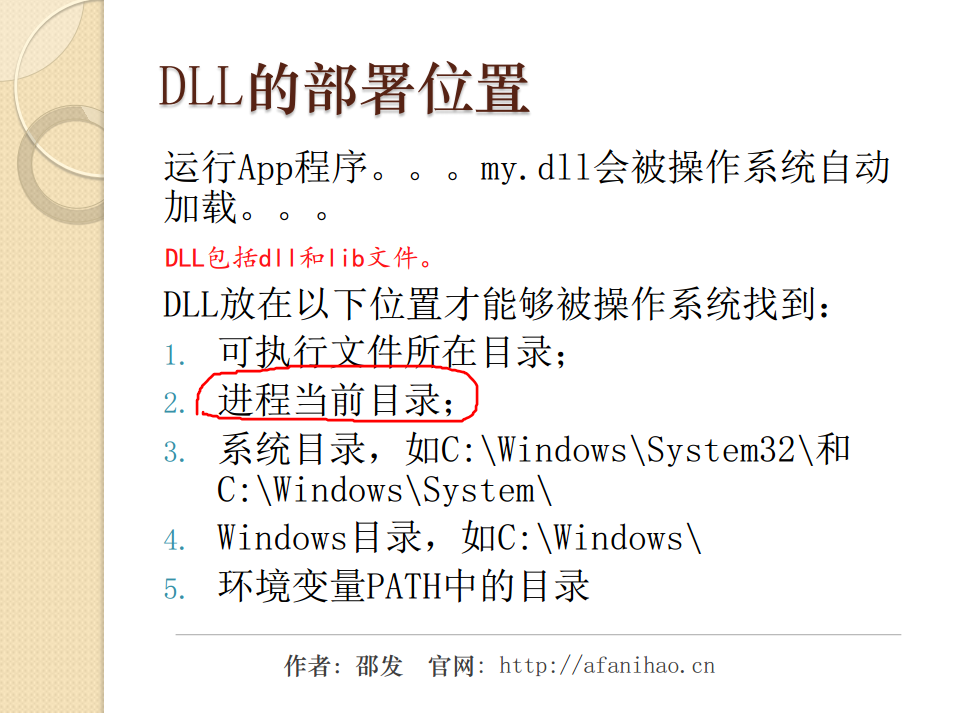 DLL的部署位置
运行App程序。。。my.dll会被操作系统自动
加载。。。
DLL包括dll和lib文件。
DLL放在以下位置才能够被操作系统找到：
1. 可执行文件所在目录；
2. 进程当前目录；
3. 系统目录，如C:\Windows\System32\和
C:\Windows\System\
4. Windows目录，如C:\Windows\
5. 环境变量PATH中的目录
作者：邵发 官网：http://afanihao.cn